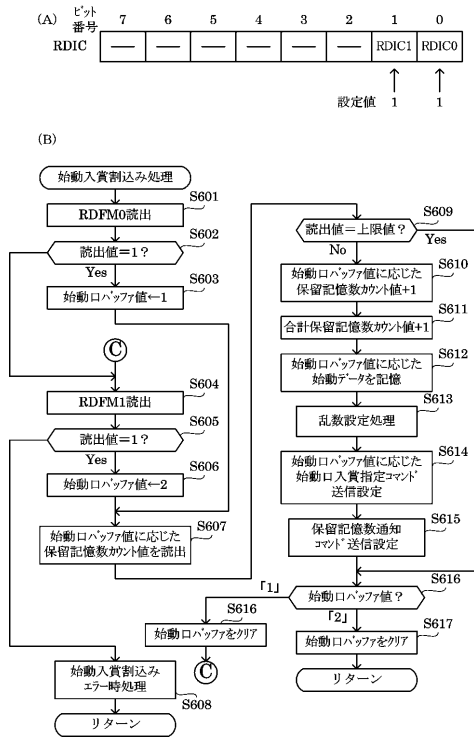 (A)
ビット
番号
7 6 5 4 3 2 1 0
RDIC — — — — — — RDIC1 RDIC0
設定値 1 1
(B)
始動入賞割込み処理
S601
RDFM0読出
S602
読出値=1?
Yes
S603
始動口バッファ値←1
C
S604
RDFM1読出
S605
読出値=1?
Yes
S606
始動口バッファ値←2
S607
始動口バッファ値に応じた
保留記憶数カウント値を読出
始動入賞割込み
エラー時処理
S608
リターン
S609
読出値=上限値?
Yes
No
S610
始動口バッファ値に応じた
保留記憶数カウント値+1
S611
合計保留記憶数カウント値+1
S612
始動口バッファ値に応じた
始動データを記憶
S613
乱数設定処理
S614
始動口バッファ値に応じた
始動口入賞指定コマンド
送信設定
S615
保留記憶数通知
コマンド送信設定
S616
始動口バッファ値?
「1」
S616
始動口バッファをクリア
C
「2」
S617
始動口バッファをクリア
リターン